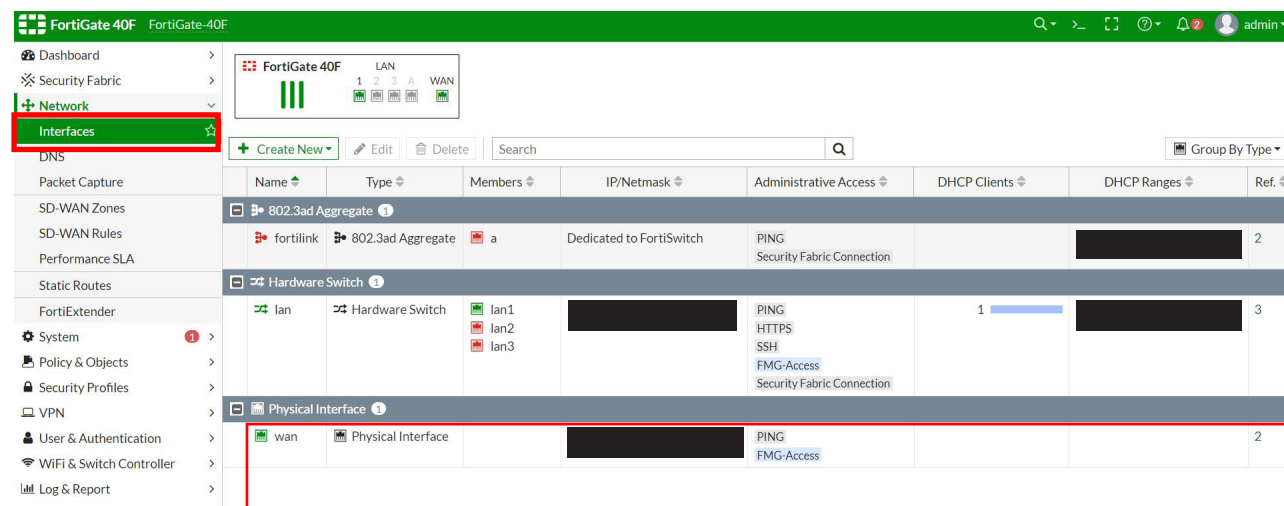 FortiGate 40F FortiGate-40F
2 admin
Dashboard
Security Fabric
Network
Interfaces
DNS
Packet Capture
SD-WAN Zones
SD-WAN Rules
Performance SLA
Static Routes
FortiExtender
System 1
Policy & Objects
Security Profiles
VPN
User & Authentication
WiFi & Switch Controller
Log & Report
FortiGate 40F LAN
1 2 3 A WAN
Create New Edit Delete Search Group By Type
Name Type Members IP/Netmask Administrative Access DHCP Clients DHCP Ranges Ref.
802.3ad Aggregate 1
fortilink 802.3ad Aggregate a Dedicated to FortiSwitch PING 2
Security Fabric Connection
Hardware Switch 1
lan Hardware Switch lan1 PING 1 3
lan2 HTTPS
lan3 SSH
FMG-Access
Security Fabric Connection
Physical Interface 1
wan Physical Interface PING 2
FMG-Access